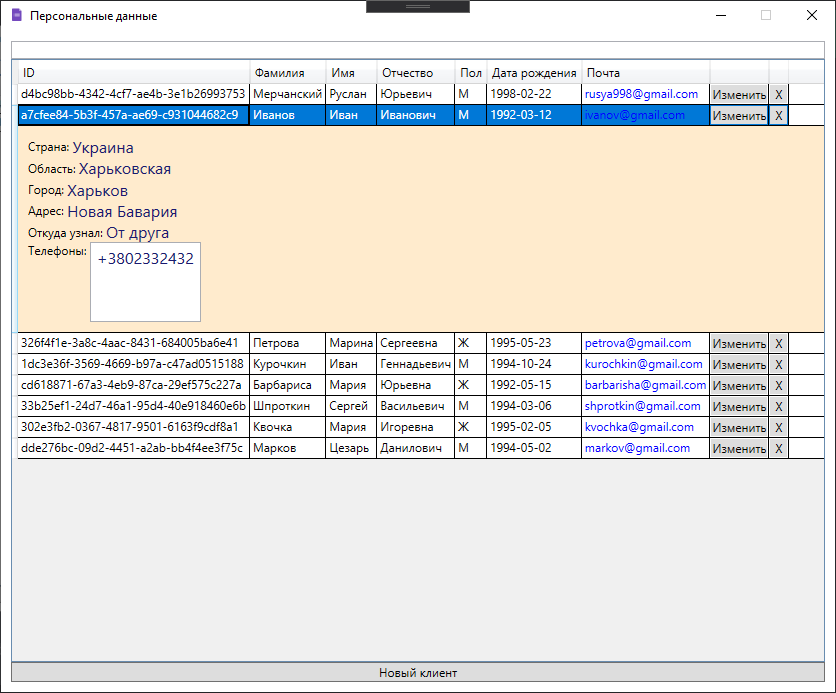 Персональные данные
ID Фамилия Имя Отчество Пол Дата рождения Почта
d4bc98bb-4342-4cf7-ae4b-3e1b26993753 Мерчанский Руслан Юрьевич М 1998-02-22 rusya998@gmail.com Изменить X
a7cfee84-5b3f-457a-ae69-c931044682c9 Иванов Иван Иванович М 1992-03-12 ivanov@gmail.com Изменить X
Страна: Украина
Область: Харьковская
Город: Харьков
Адрес: Новая Бавария
Откуда узнал: От друга
Телефоны: +3802332432
326f4f1e-3a8c-4aac-8431-684005ba6e41 Петрова Марина Сергеевна Ж 1995-05-23 petrova@gmail.com Изменить X
1dc3e36f-3569-4669-b97a-c47ad0515188 Курочкин Иван Геннадьевич М 1994-10-24 kurochkin@gmail.com Изменить X
cd618871-67a3-4eb9-87ca-29ef575c227a Барбариса Мария Юрьевна Ж 1992-05-15 barbarisha@gmail.com Изменить X
33b25ef1-24d7-46a1-95d4-40e918460e6b Шпроткин Сергей Васильевич М 1994-03-06 shprotkin@gmail.com Изменить X
302e3fb2-0367-4817-9501-6163f9cdf8a1 Квочка Мария Игоревна Ж 1995-02-05 kvochka@gmail.com Изменить X
dde276bc-09d2-4451-a2ab-bb4f4ee3f75c Марков Цезарь Данилович М 1994-05-02 markov@gmail.com Изменить X
Новый клиент